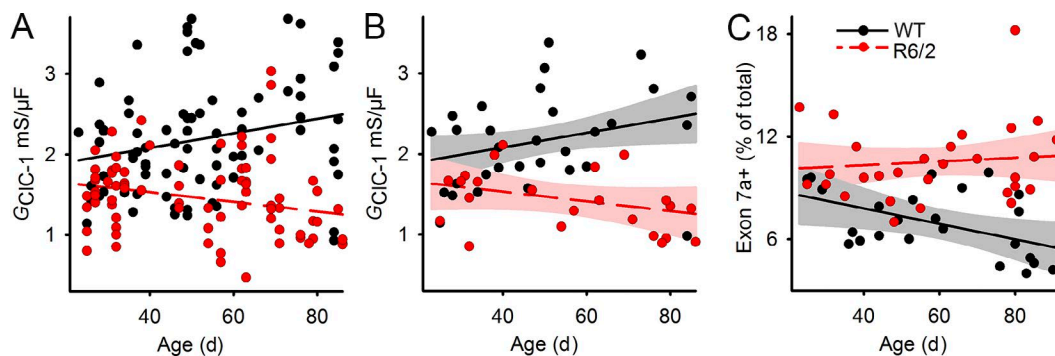 A
GClC-1 mS/µF
3
2
1
40 60 80
Age (d)
B
GClC-1 mS/µF
3
2
1
40 60 80
Age (d)
C
Exon 7a+ (% of total)
18
12
6
WT
R6/2
40 60 80
Age (d)